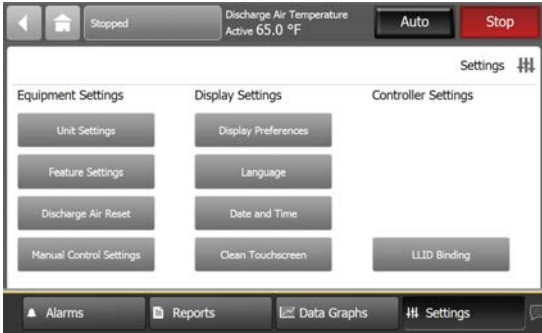 Stopped
Discharge Air Temperature
Active 65.0 °F
Auto
Stop
Settings
Equipment Settings
Display Settings
Controller Settings
Unit Settings
Display Preferences
Feature Settings
Language
Discharge Air Reset
Date and Time
Manual Control Settings
Clean Touchscreen
LLID Binding
Alarms
Reports
Data Graphs
Settings